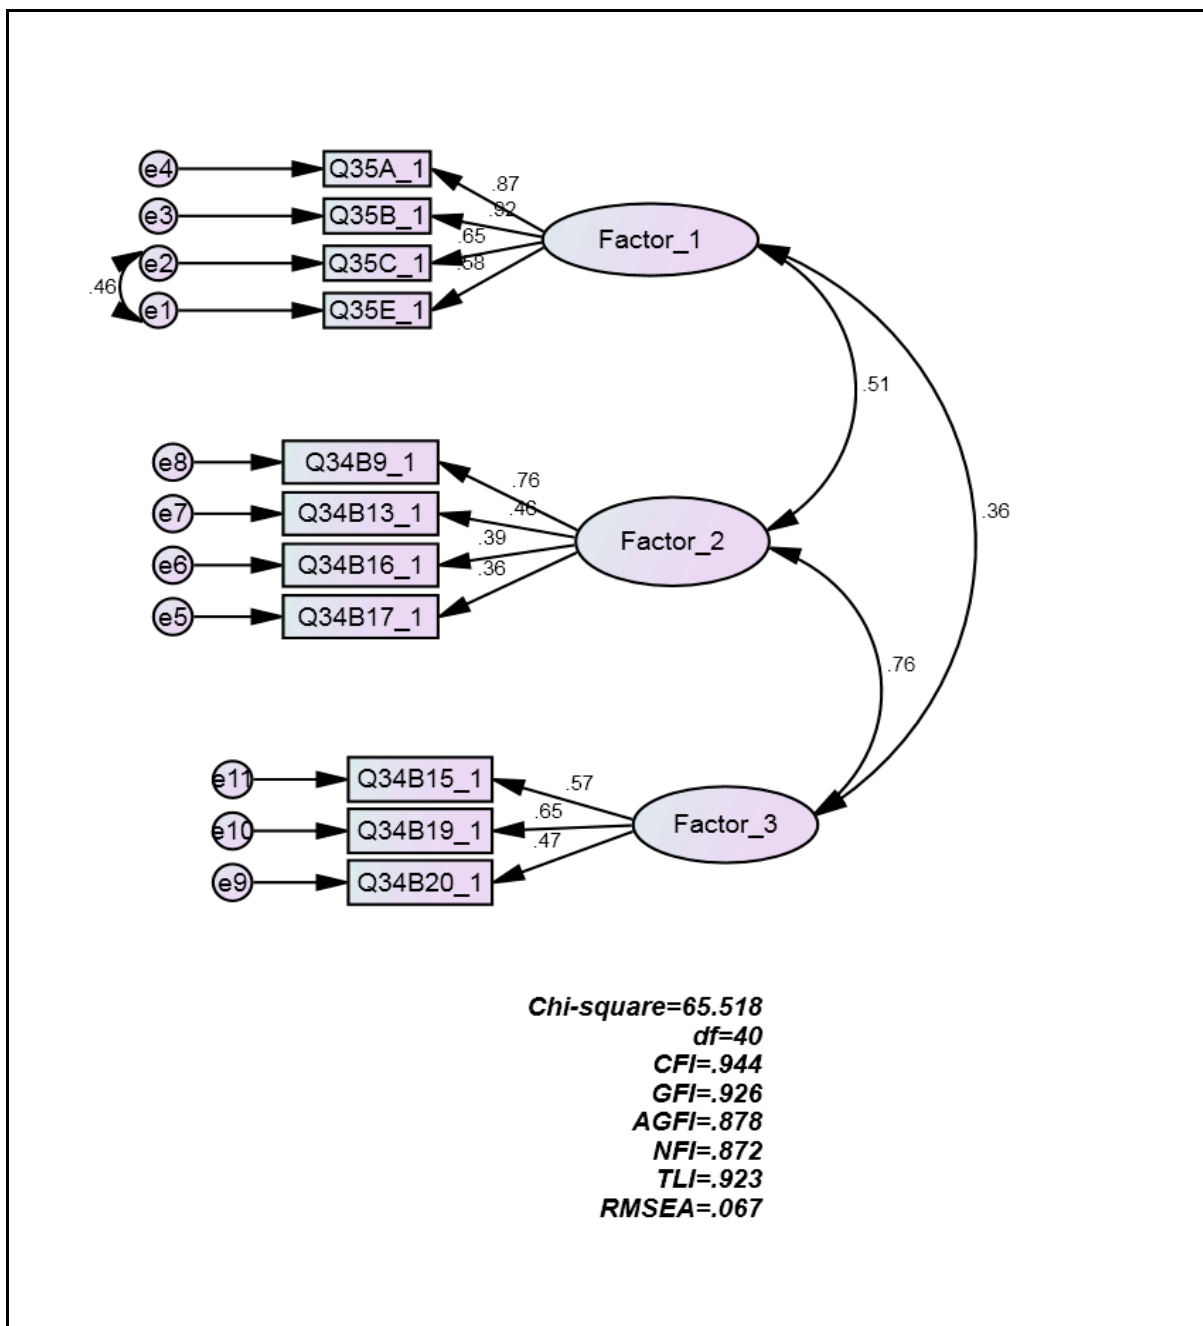 e4
Q35A_1
.87
e3
Q35B_1
.92
Factor_1
e2
Q35C_1
.65
.46
e1
Q35E_1
.58
.51
e8
Q34B9_1
.76
e7
Q34B13_1
.46
.36
e6
Q34B16_1
.39
Factor_2
e5
Q34B17_1
.36
.76
e11
Q34B15_1
.57
e10
Q34B19_1
.65
Factor_3
e9
Q34B20_1
.47
Chi-square=65.518
df=40
CFI=.944
GFI=.926
AGFI=.878
NFI=.872
TLI=.923
RMSEA=.067